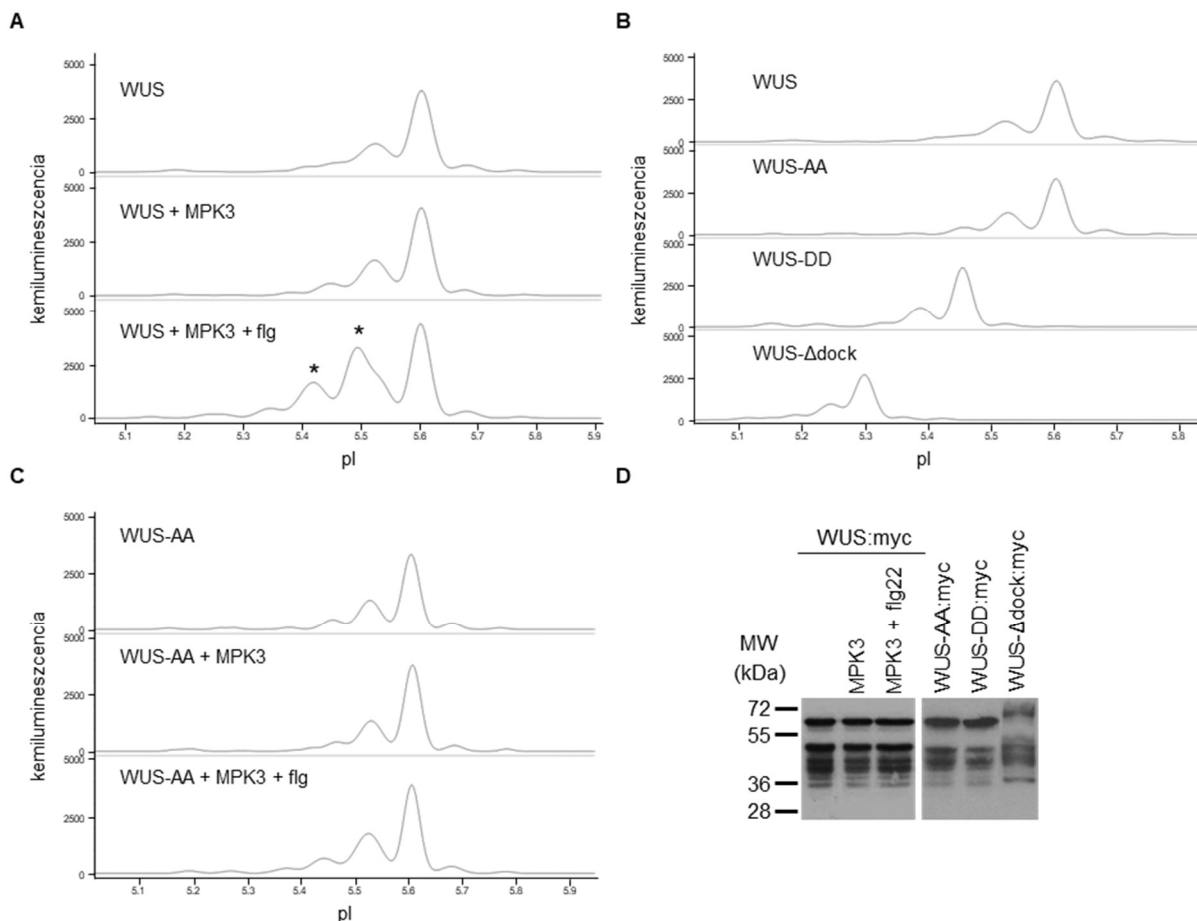 A
kemilumineszcencia
5000
2500
0
WUS
5000
2500
0
WUS + MPK3
5000
2500
0
WUS + MPK3 + flg
*
*
5.1 5.2 5.3 5.4 5.5 5.6 5.7 5.8 5.9
pI
B
kemilumineszcencia
5000
2500
0
WUS
5000
2500
0
WUS-AA
5000
2500
0
WUS-DD
5000
2500
0
WUS-Δdock
5.1 5.2 5.3 5.4 5.5 5.6 5.7 5.8
pI
C
kemilumineszcencia
5000
2500
0
WUS-AA
5000
2500
0
WUS-AA + MPK3
5000
2500
0
WUS-AA + MPK3 + flg
5.1 5.2 5.3 5.4 5.5 5.6 5.7 5.8 5.9
pI
D
WUS:myc
MPK3
MPK3 + flg22
WUS-AA:myc
WUS-DD:myc
WUS-Δdock:myc
MW
(kDa)
72
55
36
28